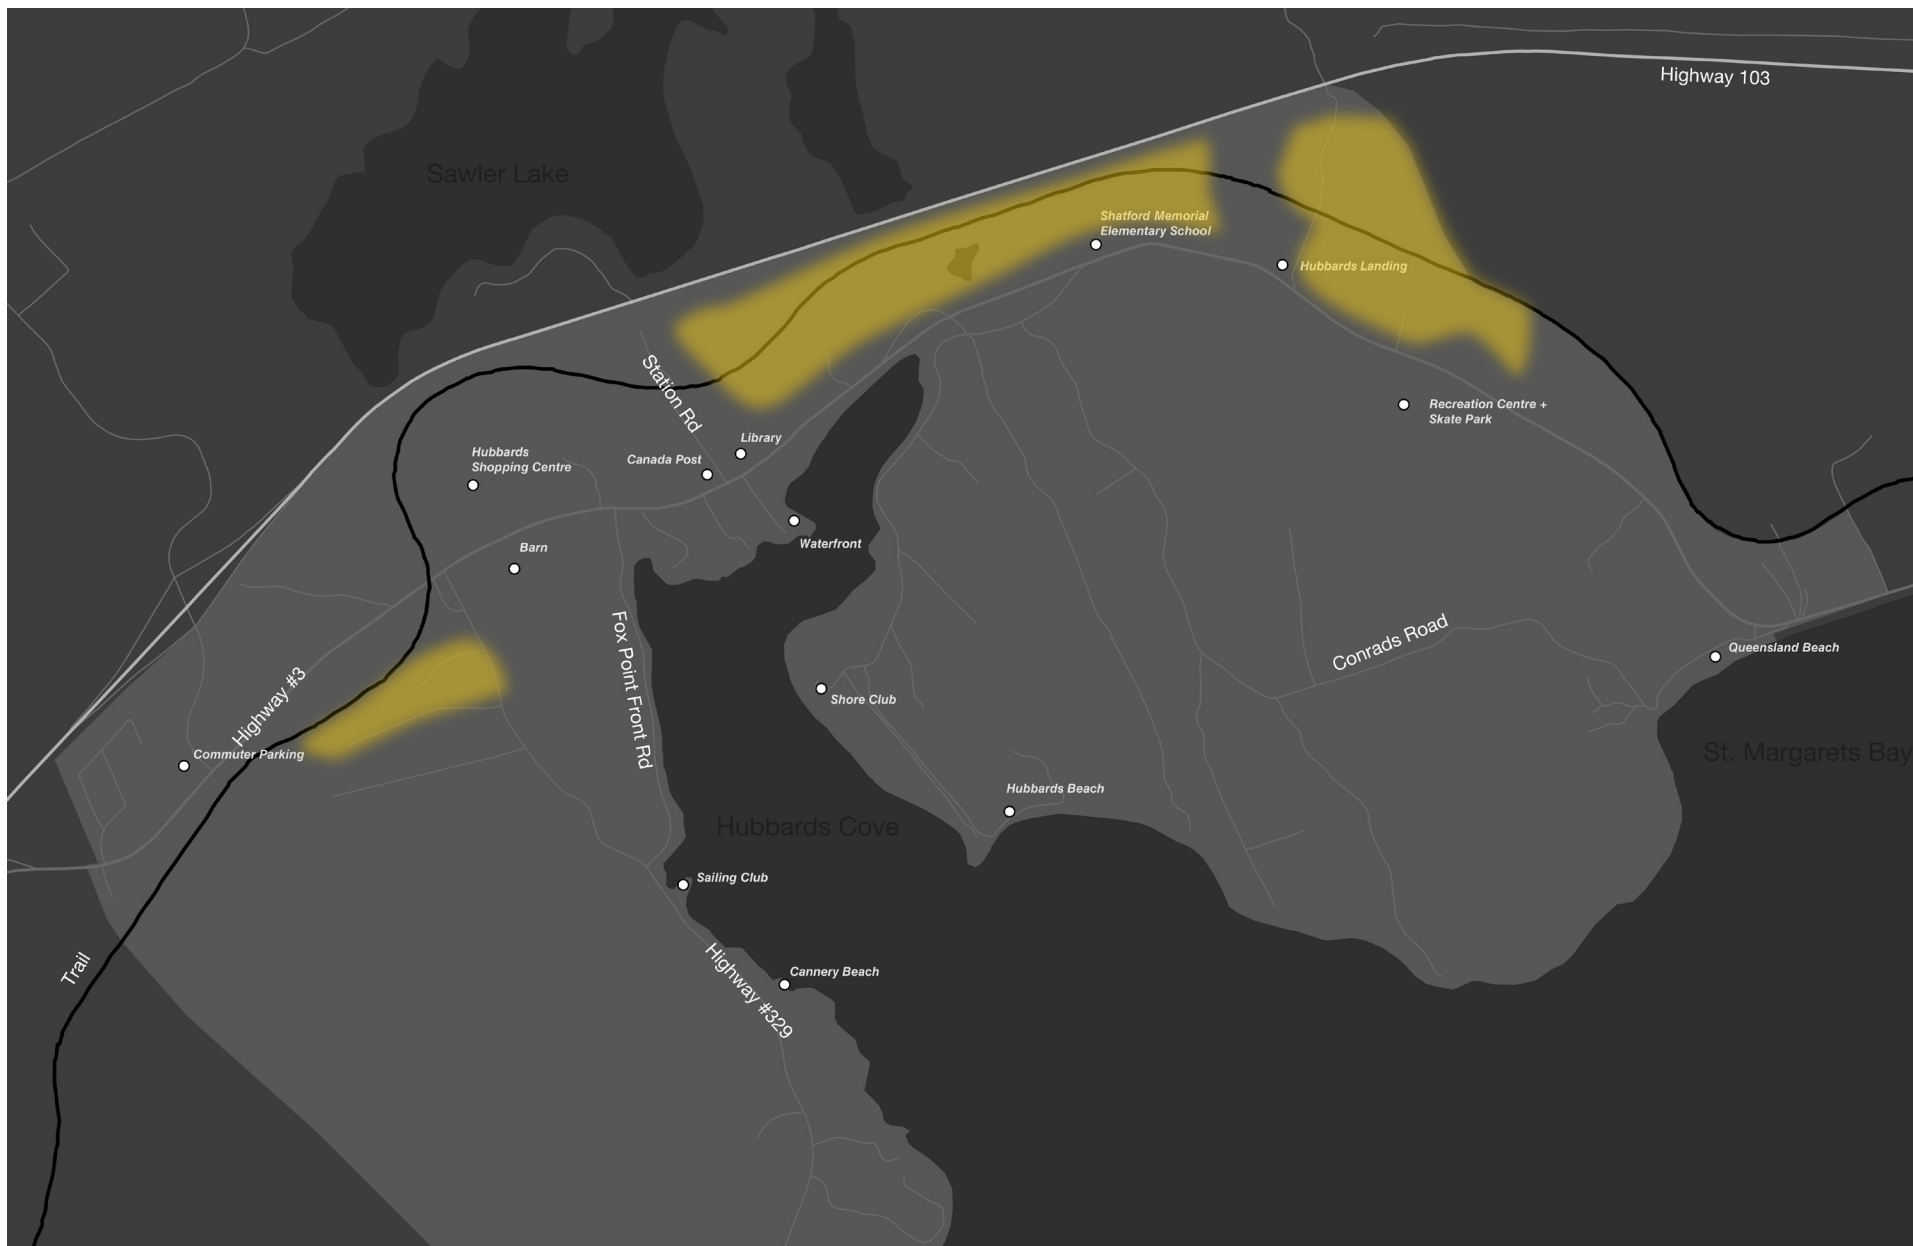 Highway 103
Sawler Lake
Shatford Memorial
Elementary School
Hubbards Landing
Station Rd
Recreation Centre +
Skate Park
Library
Hubbards
Shopping Centre
Canada Post
Waterfront
Barn
Fox Point Front Rd
Conrads Road
Queensland Beach
Highway #3
Shore Club
Commuter Parking
St. Margarets Bay
Hubbards Beach
Hubbards Cove
Sailing Club
Trail
Highway #329
Cannery Beach